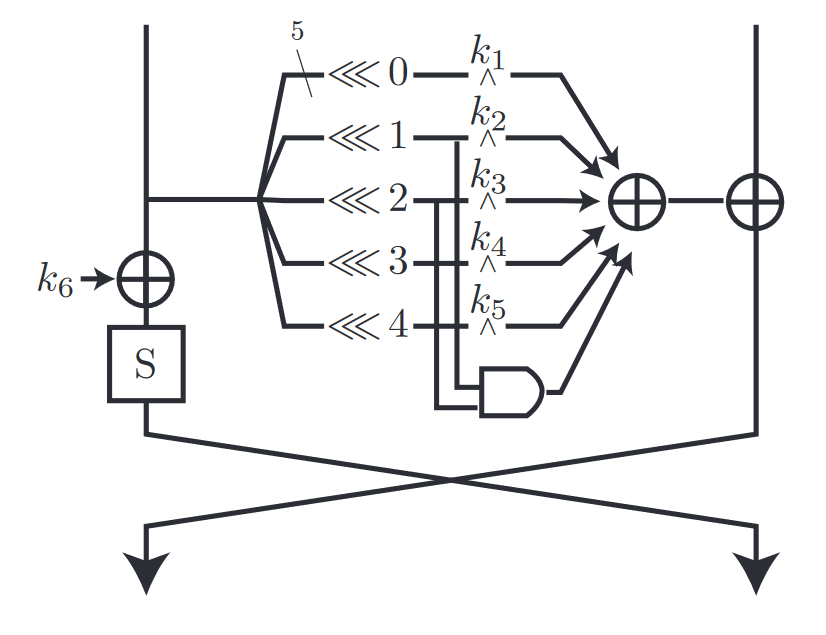 5
⋘ 0 k₁ ∧
⋘ 1 k₂ ∧
⋘ 2 k₃ ∧
⋘ 3 k₄ ∧
k₆
⋘ 4 k₅ ∧
S